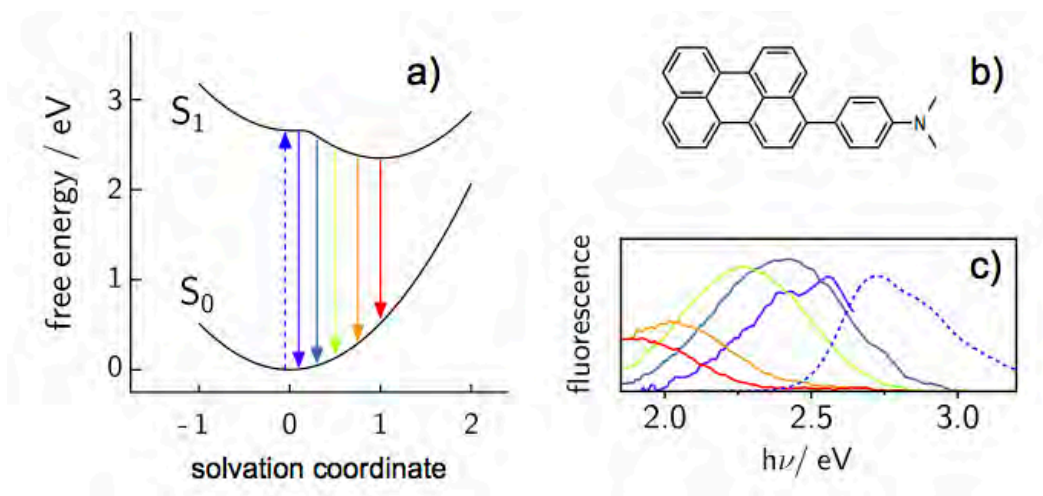 a)
free energy / eV
3
2
1
0
S1
S0
-1 0 1 2
solvation coordinate
b)
N
c)
fluorescence
2.0 2.5 3.0
hν/ eV